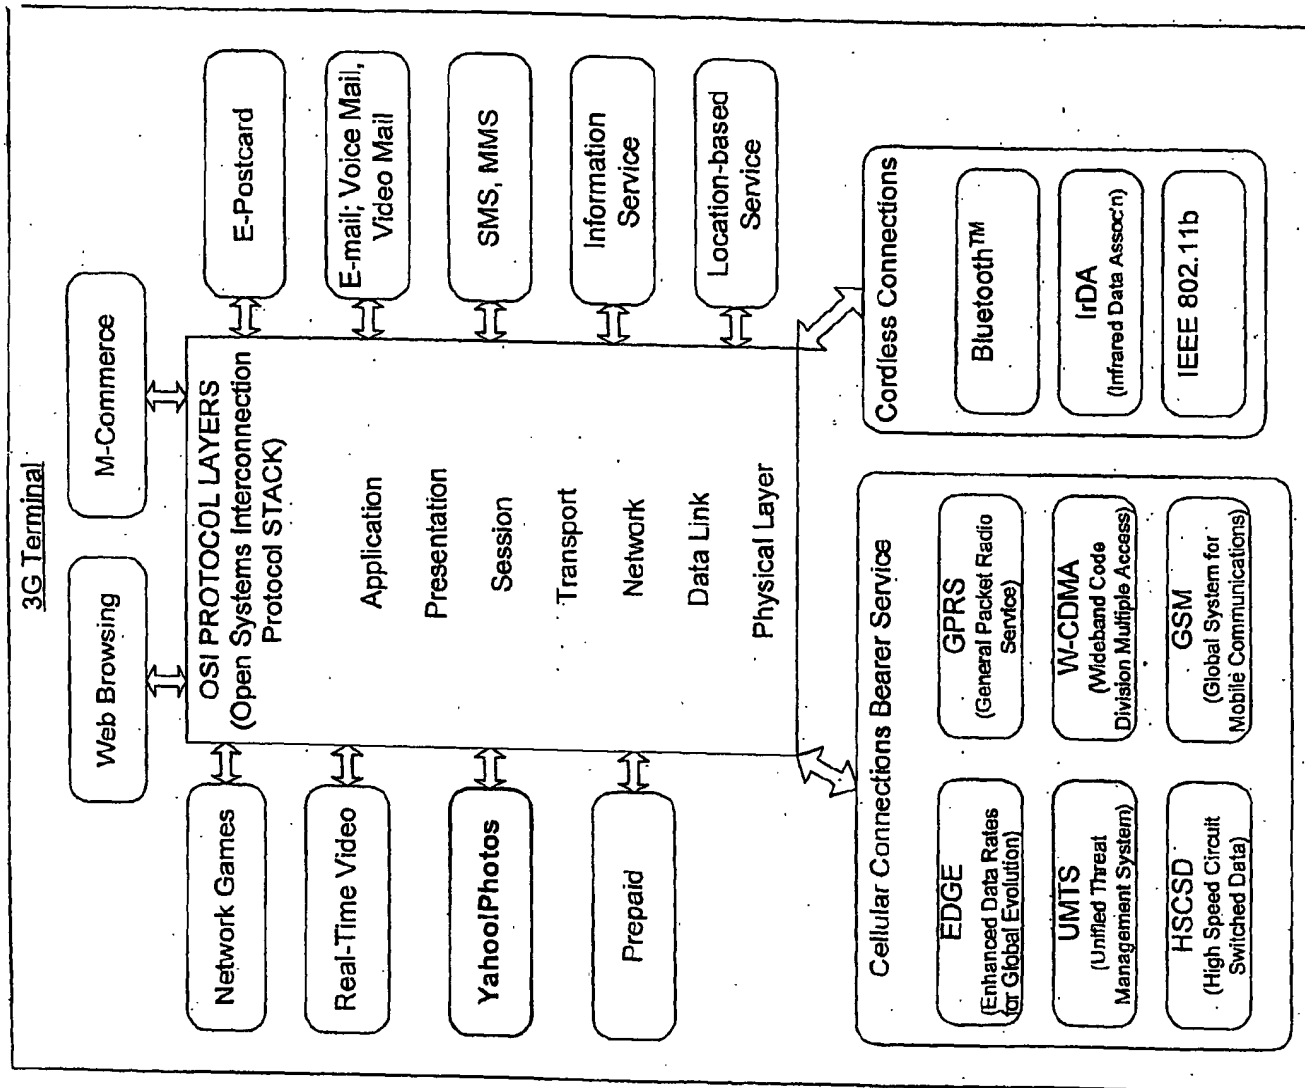 3G Terminal
Web Browsing
M-Commerce
Network Games
Real-Time Video
Yahoo!Photos
Prepaid
OSI PROTOCOL LAYERS
(Open Systems Interconnection
Protocol STACK)
Application
Presentation
Session
Transport
Network
Data Link
Physical Layer
E-Postcard
E-mail; Voice Mail,
Video Mail
SMS, MMS
Information
Service
Location-based
Service
Cellular Connections Bearer Service
EDGE
(Enhanced Data Rates
for Global Evolution)
GPRS
(General Packet Radio
Service)
UMTS
(Unified Threat
Management System)
W-CDMA
(Wideband Code
Division Multiple Access)
HSCSD
(High Speed Circuit
Switched Data)
GSM
(Global System for
Mobile Communications)
Cordless Connections
Bluetooth™
IrDA
(Infrared Data Assoc'n)
IEEE 802.11b